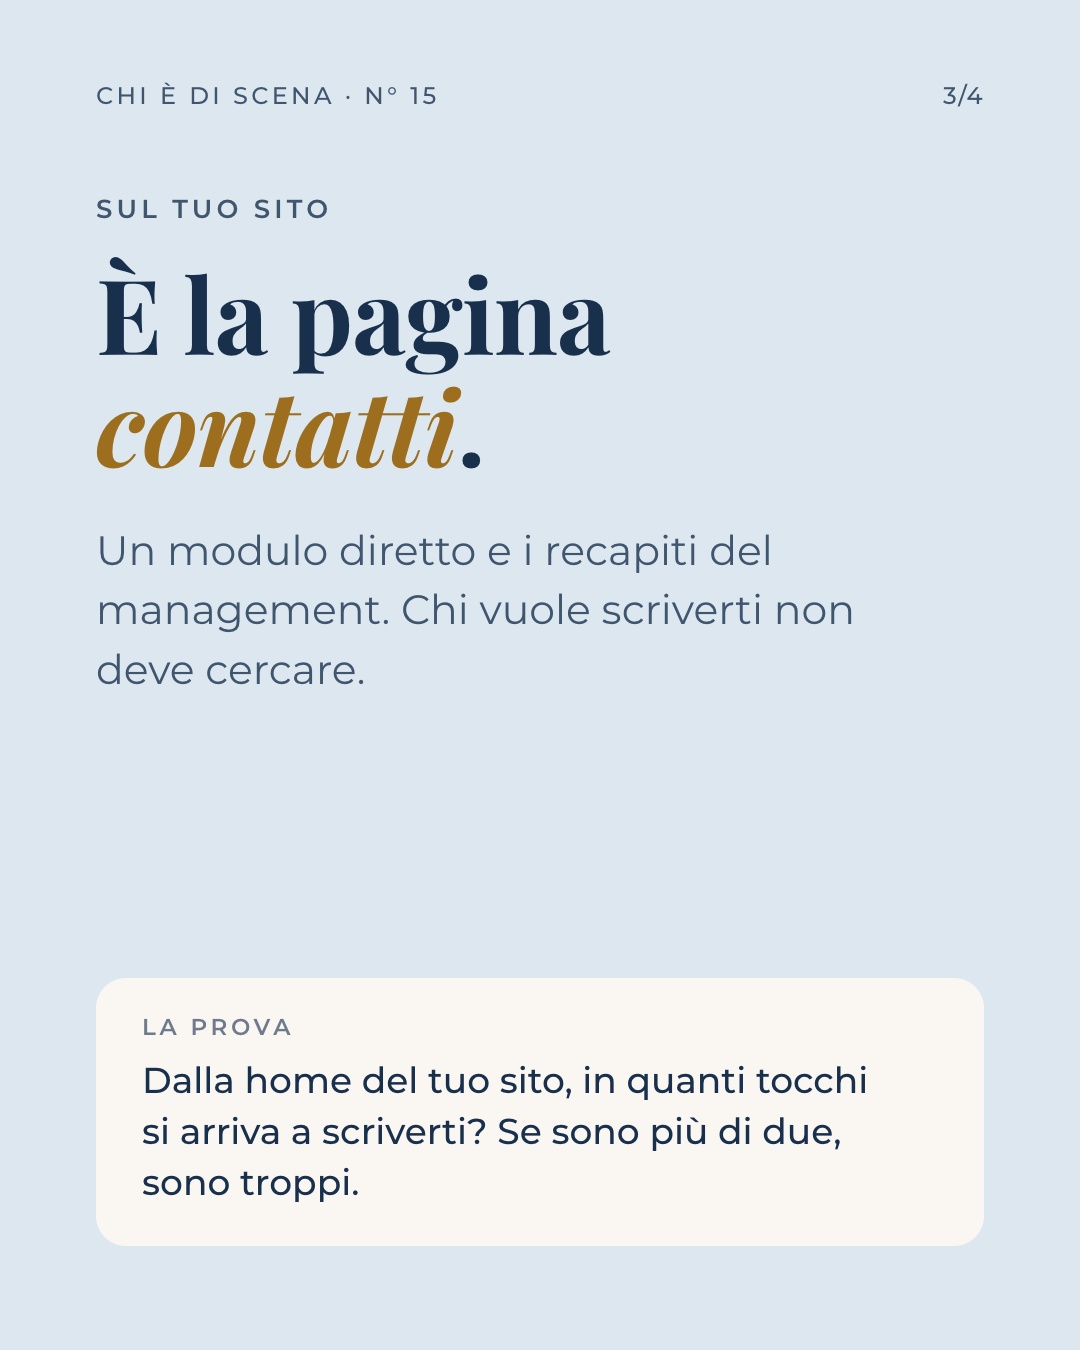 CHI È DI SCENA · N° 15
3/4
SUL TUO SITO
È la pagina
contatti.
Un modulo diretto e i recapiti del
management. Chi vuole scriverti non
deve cercare.
LA PROVA
Dalla home del tuo sito, in quanti tocchi
si arriva a scriverti? Se sono più di due,
sono troppi.